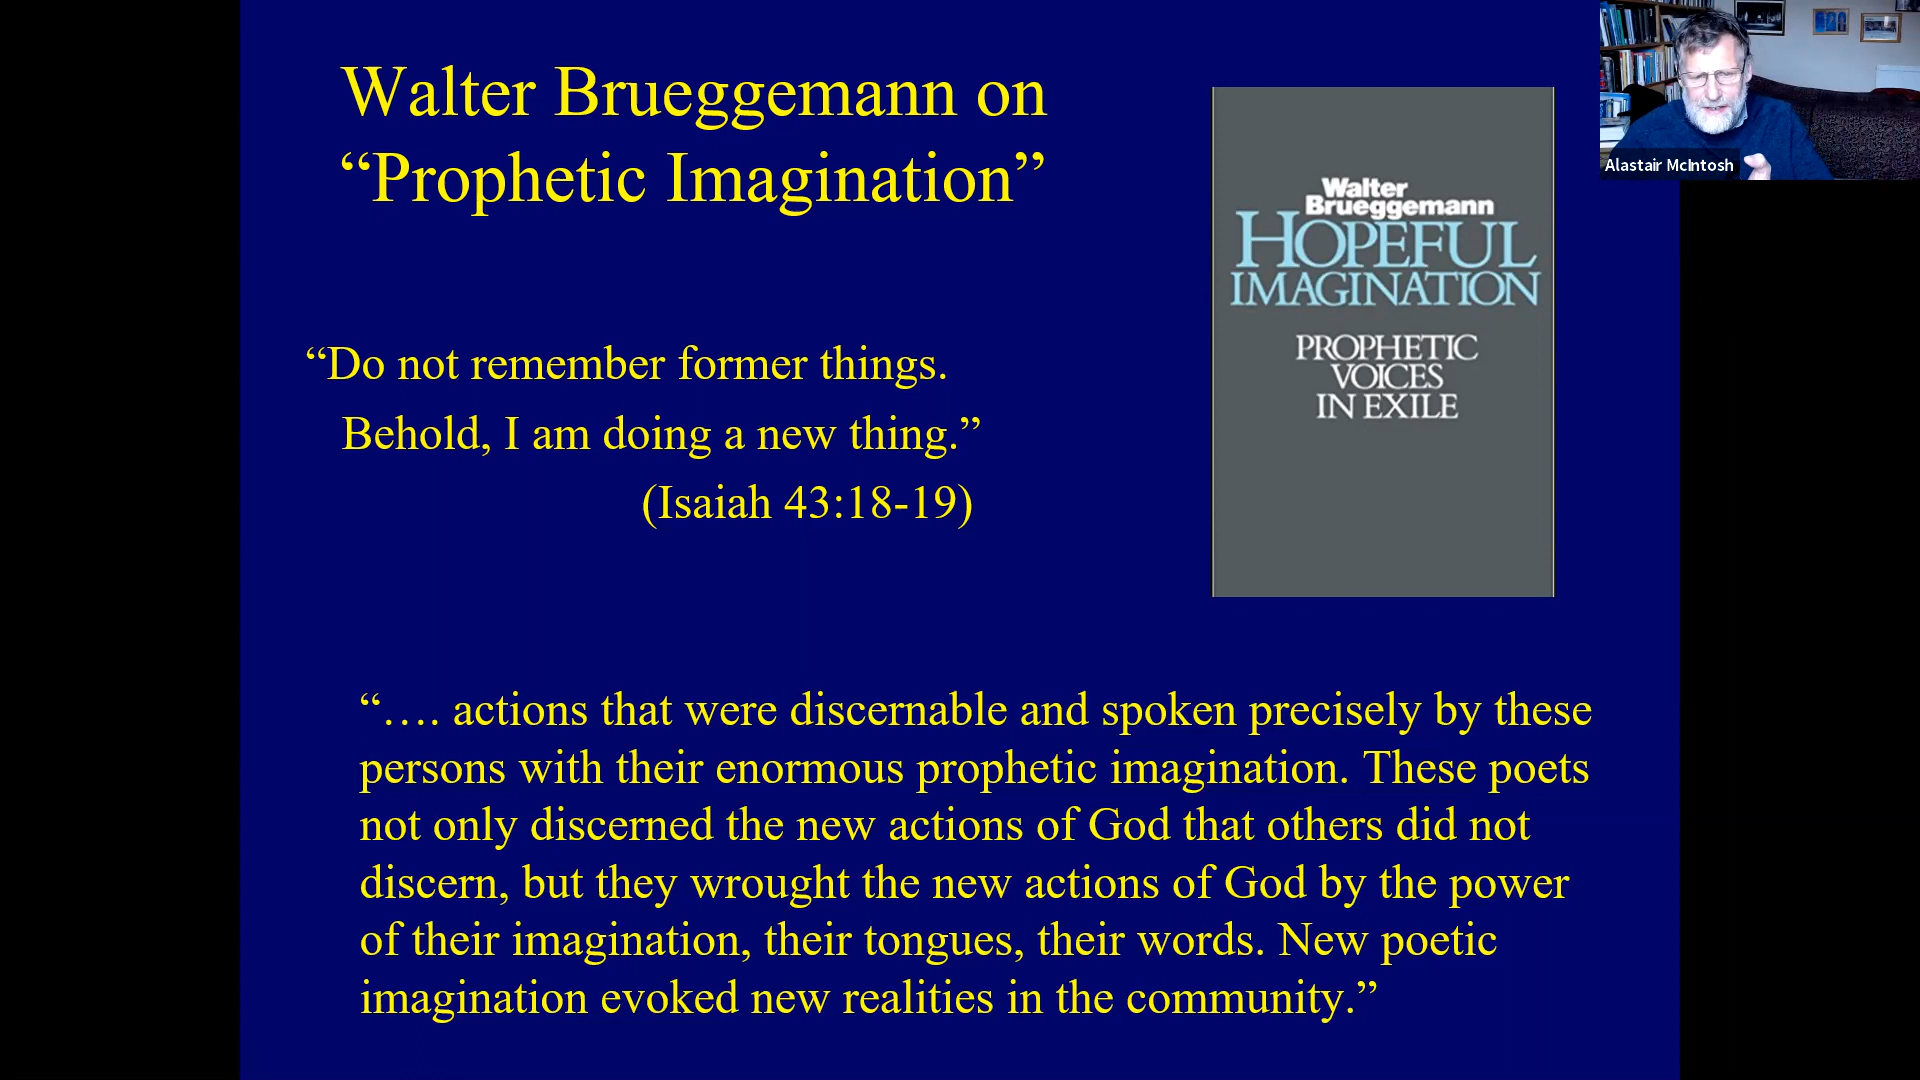 Walter Brueggemann on
“Prophetic Imagination”
“Do not remember former things.
Behold, I am doing a new thing.”
(Isaiah 43:18-19)
Walter
Brueggemann
HOPEFUL
IMAGINATION
PROPHETIC
VOICES
IN EXILE
“…. actions that were discernable and spoken precisely by these
persons with their enormous prophetic imagination. These poets
not only discerned the new actions of God that others did not
discern, but they wrought the new actions of God by the power
of their imagination, their tongues, their words. New poetic
imagination evoked new realities in the community.”
Alastair McIntosh